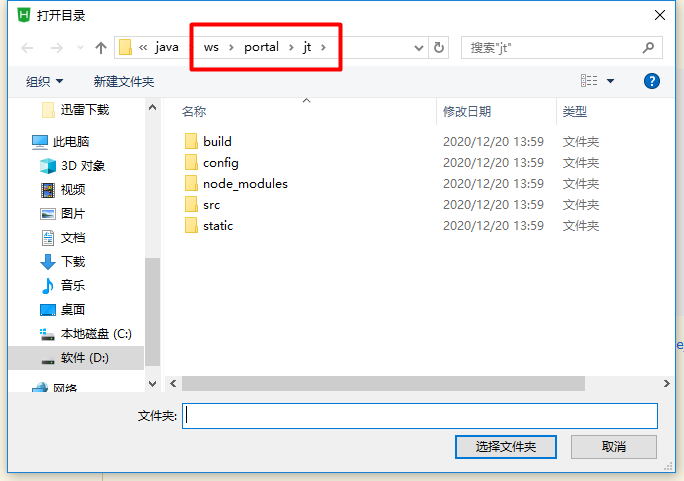 打开目录
« java › ws › portal › jt ›
搜索"jt"
组织 新建文件夹
迅雷下载
此电脑
3D 对象
视频
图片
文档
下载
音乐
桌面
本地磁盘 (C:)
软件 (D:)
网络
名称 修改日期 类型
build 2020/12/20 13:59 文件夹
config 2020/12/20 13:59 文件夹
node_modules 2020/12/20 13:59 文件夹
src 2020/12/20 13:59 文件夹
static 2020/12/20 13:59 文件夹
文件夹:
选择文件夹 取消